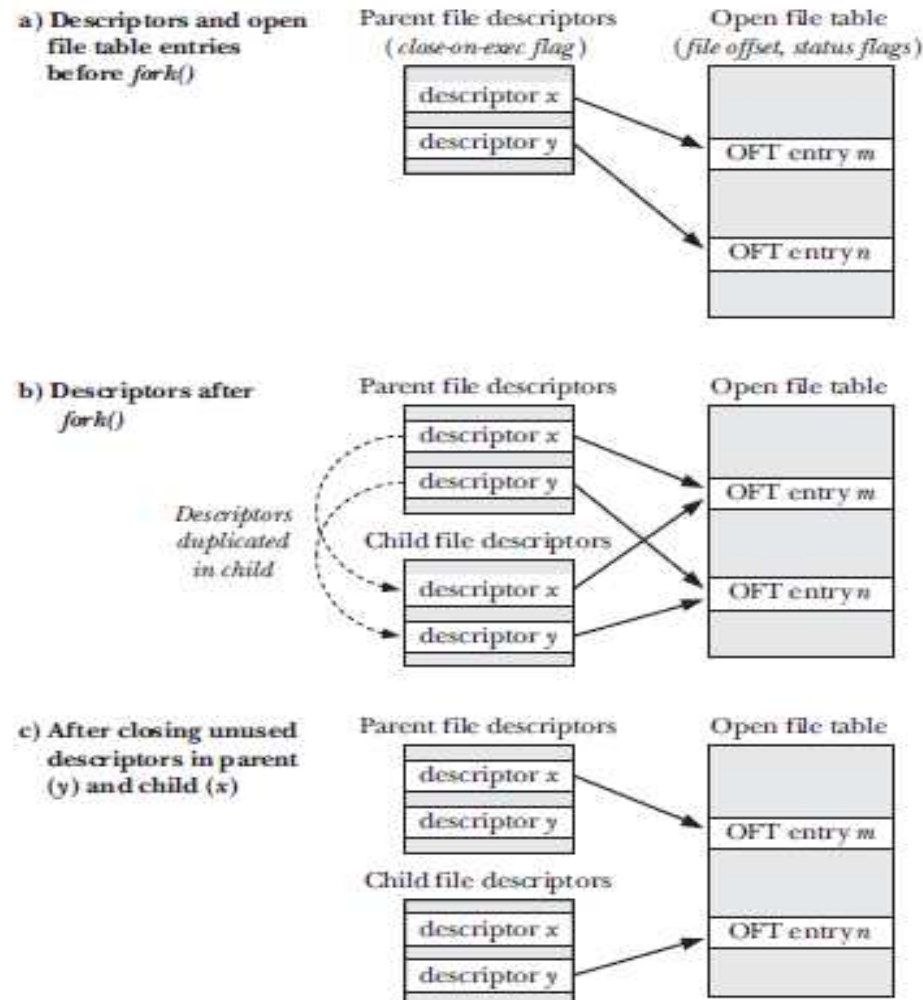 a) Descriptors and open
file table entries
before fork()
Parent file descriptors
(close-on-exec flag)
descriptor x
descriptor y
Open file table
(file offset, status flags)
OFT entry m
OFT entry n
b) Descriptors after
fork()
Descriptors
duplicated
in child
Parent file descriptors
descriptor x
descriptor y
Child file descriptors
descriptor x
descriptor y
Open file table
OFT entry m
OFT entry n
c) After closing unused
descriptors in parent
(y) and child (x)
Parent file descriptors
descriptor x
descriptor y
Child file descriptors
descriptor x
descriptor y
Open file table
OFT entry m
OFT entry n